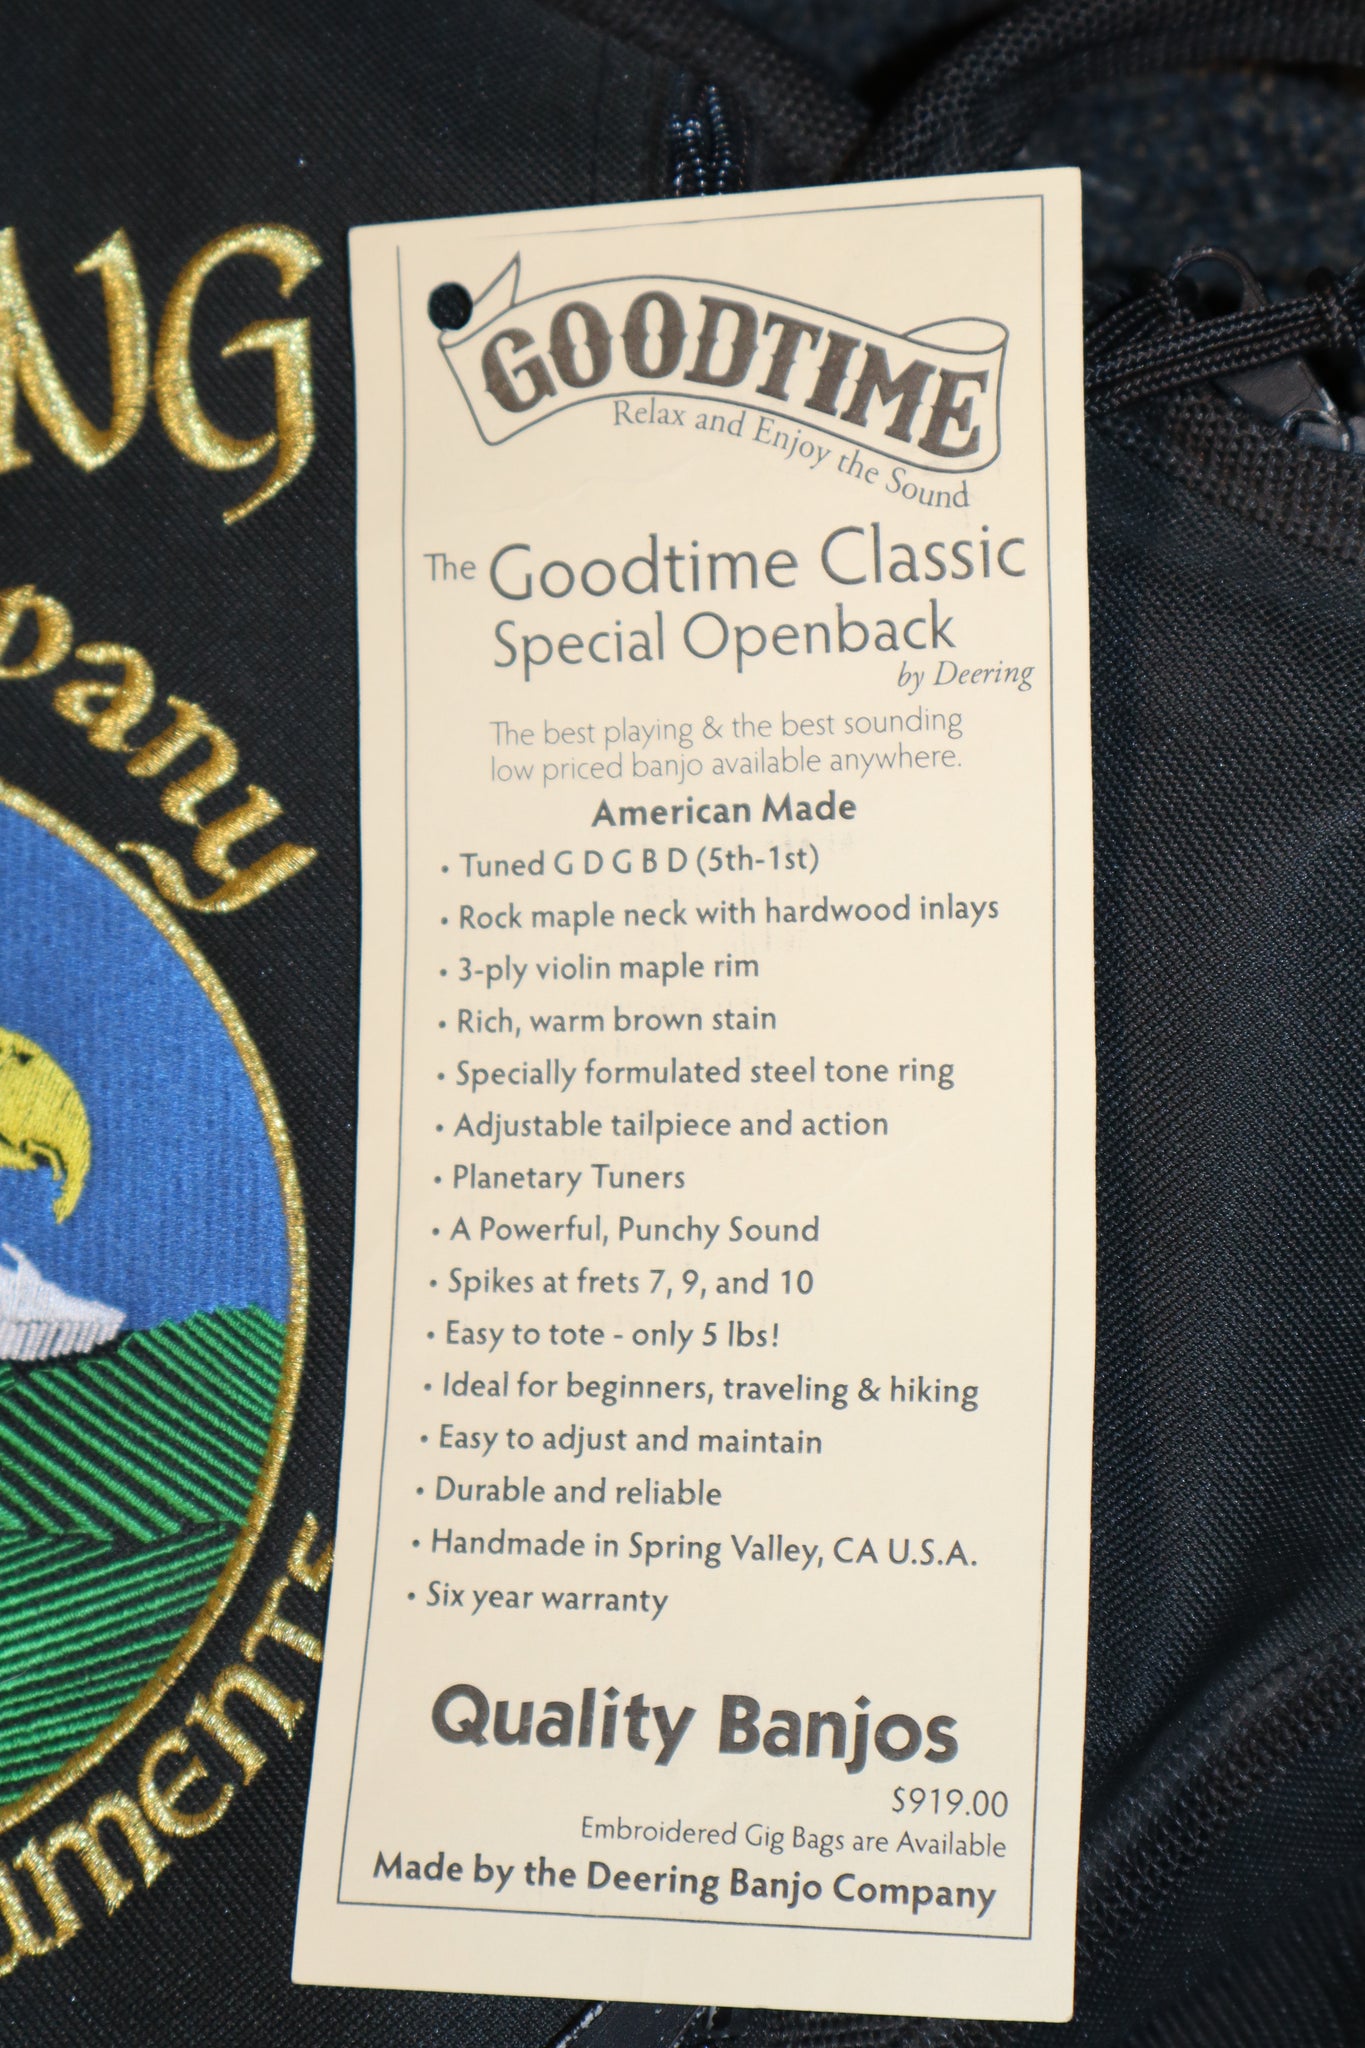 NG
pany
GOODTIME
Relax and Enjoy the Sound
The Goodtime Classic
Special Openback
by Deering
The best playing & the best sounding
low priced banjo available anywhere.
American Made
• Tuned G D G B D (5th-1st)
• Rock maple neck with hardwood inlays
• 3-ply violin maple rim
• Rich, warm brown stain
• Specially formulated steel tone ring
• Adjustable tailpiece and action
• Planetary Tuners
• A Powerful, Punchy Sound
• Spikes at frets 7, 9, and 10
• Easy to tote - only 5 lbs!
• Ideal for beginners, traveling & hiking
• Easy to adjust and maintain
• Durable and reliable
• Handmade in Spring Valley, CA U.S.A.
• Six year warranty
Quality Banjos
$919.00
Embroidered Gig Bags are Available
Made by the Deering Banjo Company
uments